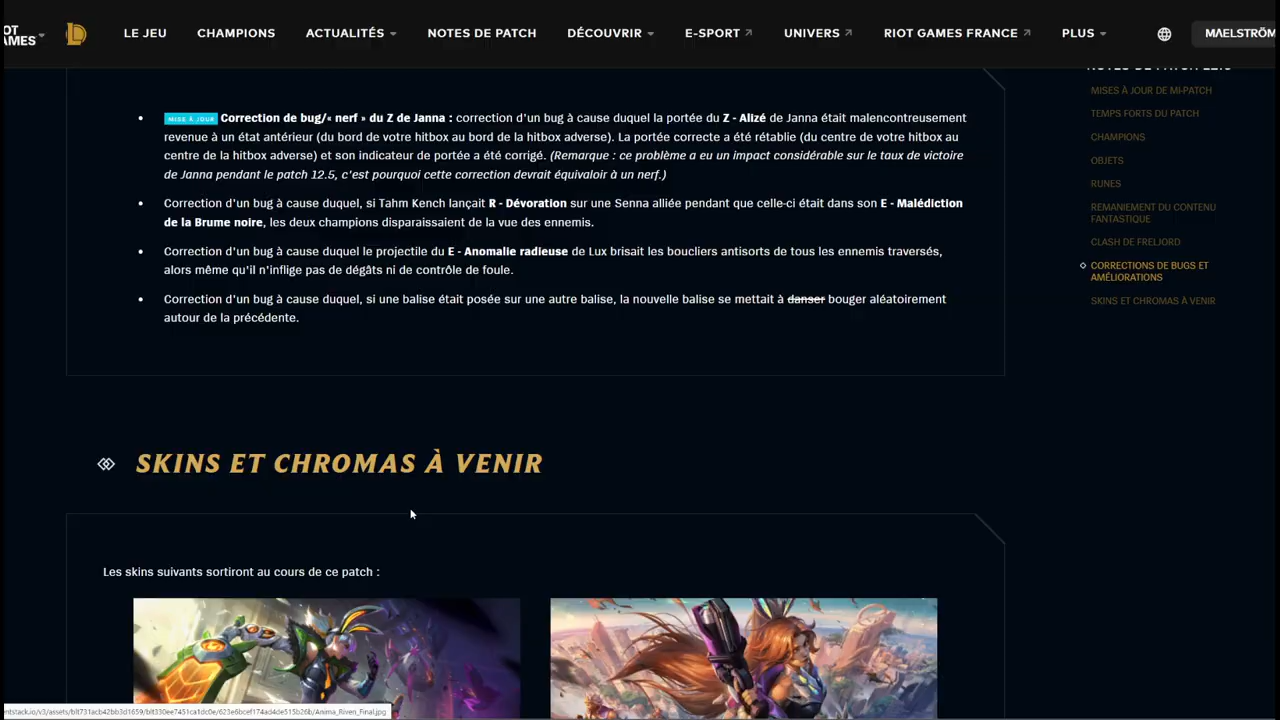 OT
AMES
LE JEU
CHAMPIONS
ACTUALITÉS
NOTES DE PATCH
DÉCOUVRIR
E-SPORT
UNIVERS
RIOT GAMES FRANCE
PLUS
MAELSTRÖM
MISE À JOUR Correction de bug/« nerf » du Z de Janna : correction d'un bug à cause duquel la portée du Z - Alizé de Janna était malencontreusement
revenue à un état antérieur (du bord de votre hitbox au bord de la hitbox adverse). La portée correcte a été rétablie (du centre de votre hitbox au
centre de la hitbox adverse) et son indicateur de portée a été corrigé. (Remarque : ce problème a eu un impact considérable sur le taux de victoire
de Janna pendant le patch 12.5, c'est pourquoi cette correction devrait équivaloir à un nerf.)
Correction d'un bug à cause duquel, si Tahm Kench lançait R - Dévoration sur une Senna alliée pendant que celle-ci était dans son E - Malédiction
de la Brume noire, les deux champions disparaissaient de la vue des ennemis.
Correction d'un bug à cause duquel le projectile du E - Anomalie radieuse de Lux brisait les boucliers antisorts de tous les ennemis traversés,
alors même qu'il n'inflige pas de dégâts ni de contrôle de foule.
Correction d'un bug à cause duquel, si une balise était posée sur une autre balise, la nouvelle balise se mettait à danser bouger aléatoirement
autour de la précédente.
SKINS ET CHROMAS À VENIR
Les skins suivants sortiront au cours de ce patch :
MISES À JOUR DE MI-PATCH
TEMPS FORTS DU PATCH
CHAMPIONS
OBJETS
RUNES
REMANIEMENT DU CONTENU
FANTASTIQUE
CLASH DE FRELJORD
CORRECTIONS DE BUGS ET
AMÉLIORATIONS
SKINS ET CHROMAS À VENIR